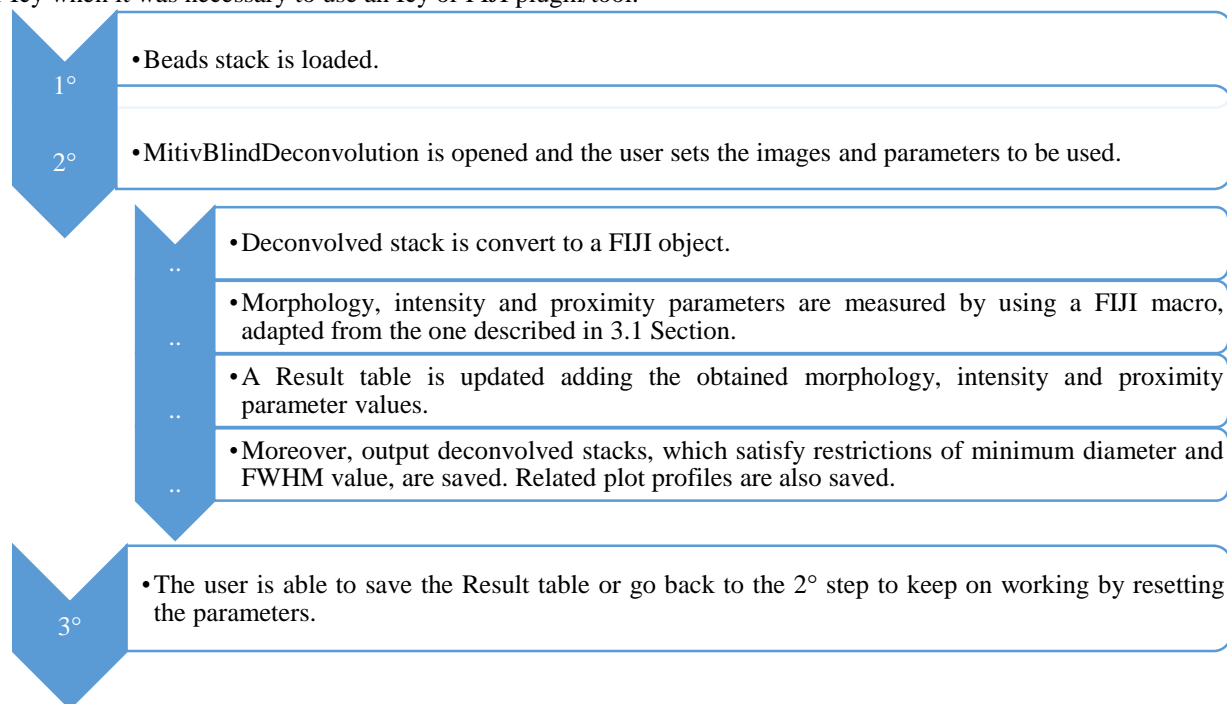 Icy when it was necessary to use an Icy or FIJI plugin/tool.
1°
•Beads stack is loaded.
2°
•MitivBlindDeconvolution is opened and the user sets the images and parameters to be used.
..
•Deconvolved stack is convert to a FIJI object.
..
•Morphology, intensity and proximity parameters are measured by using a FIJI macro,
adapted from the one described in 3.1 Section.
..
•A Result table is updated adding the obtained morphology, intensity and proximity
parameter values.
..
•Moreover, output deconvolved stacks, which satisfy restrictions of minimum diameter and
FWHM value, are saved. Related plot profiles are also saved.
3°
•The user is able to save the Result table or go back to the 2° step to keep on working by resetting
the parameters.